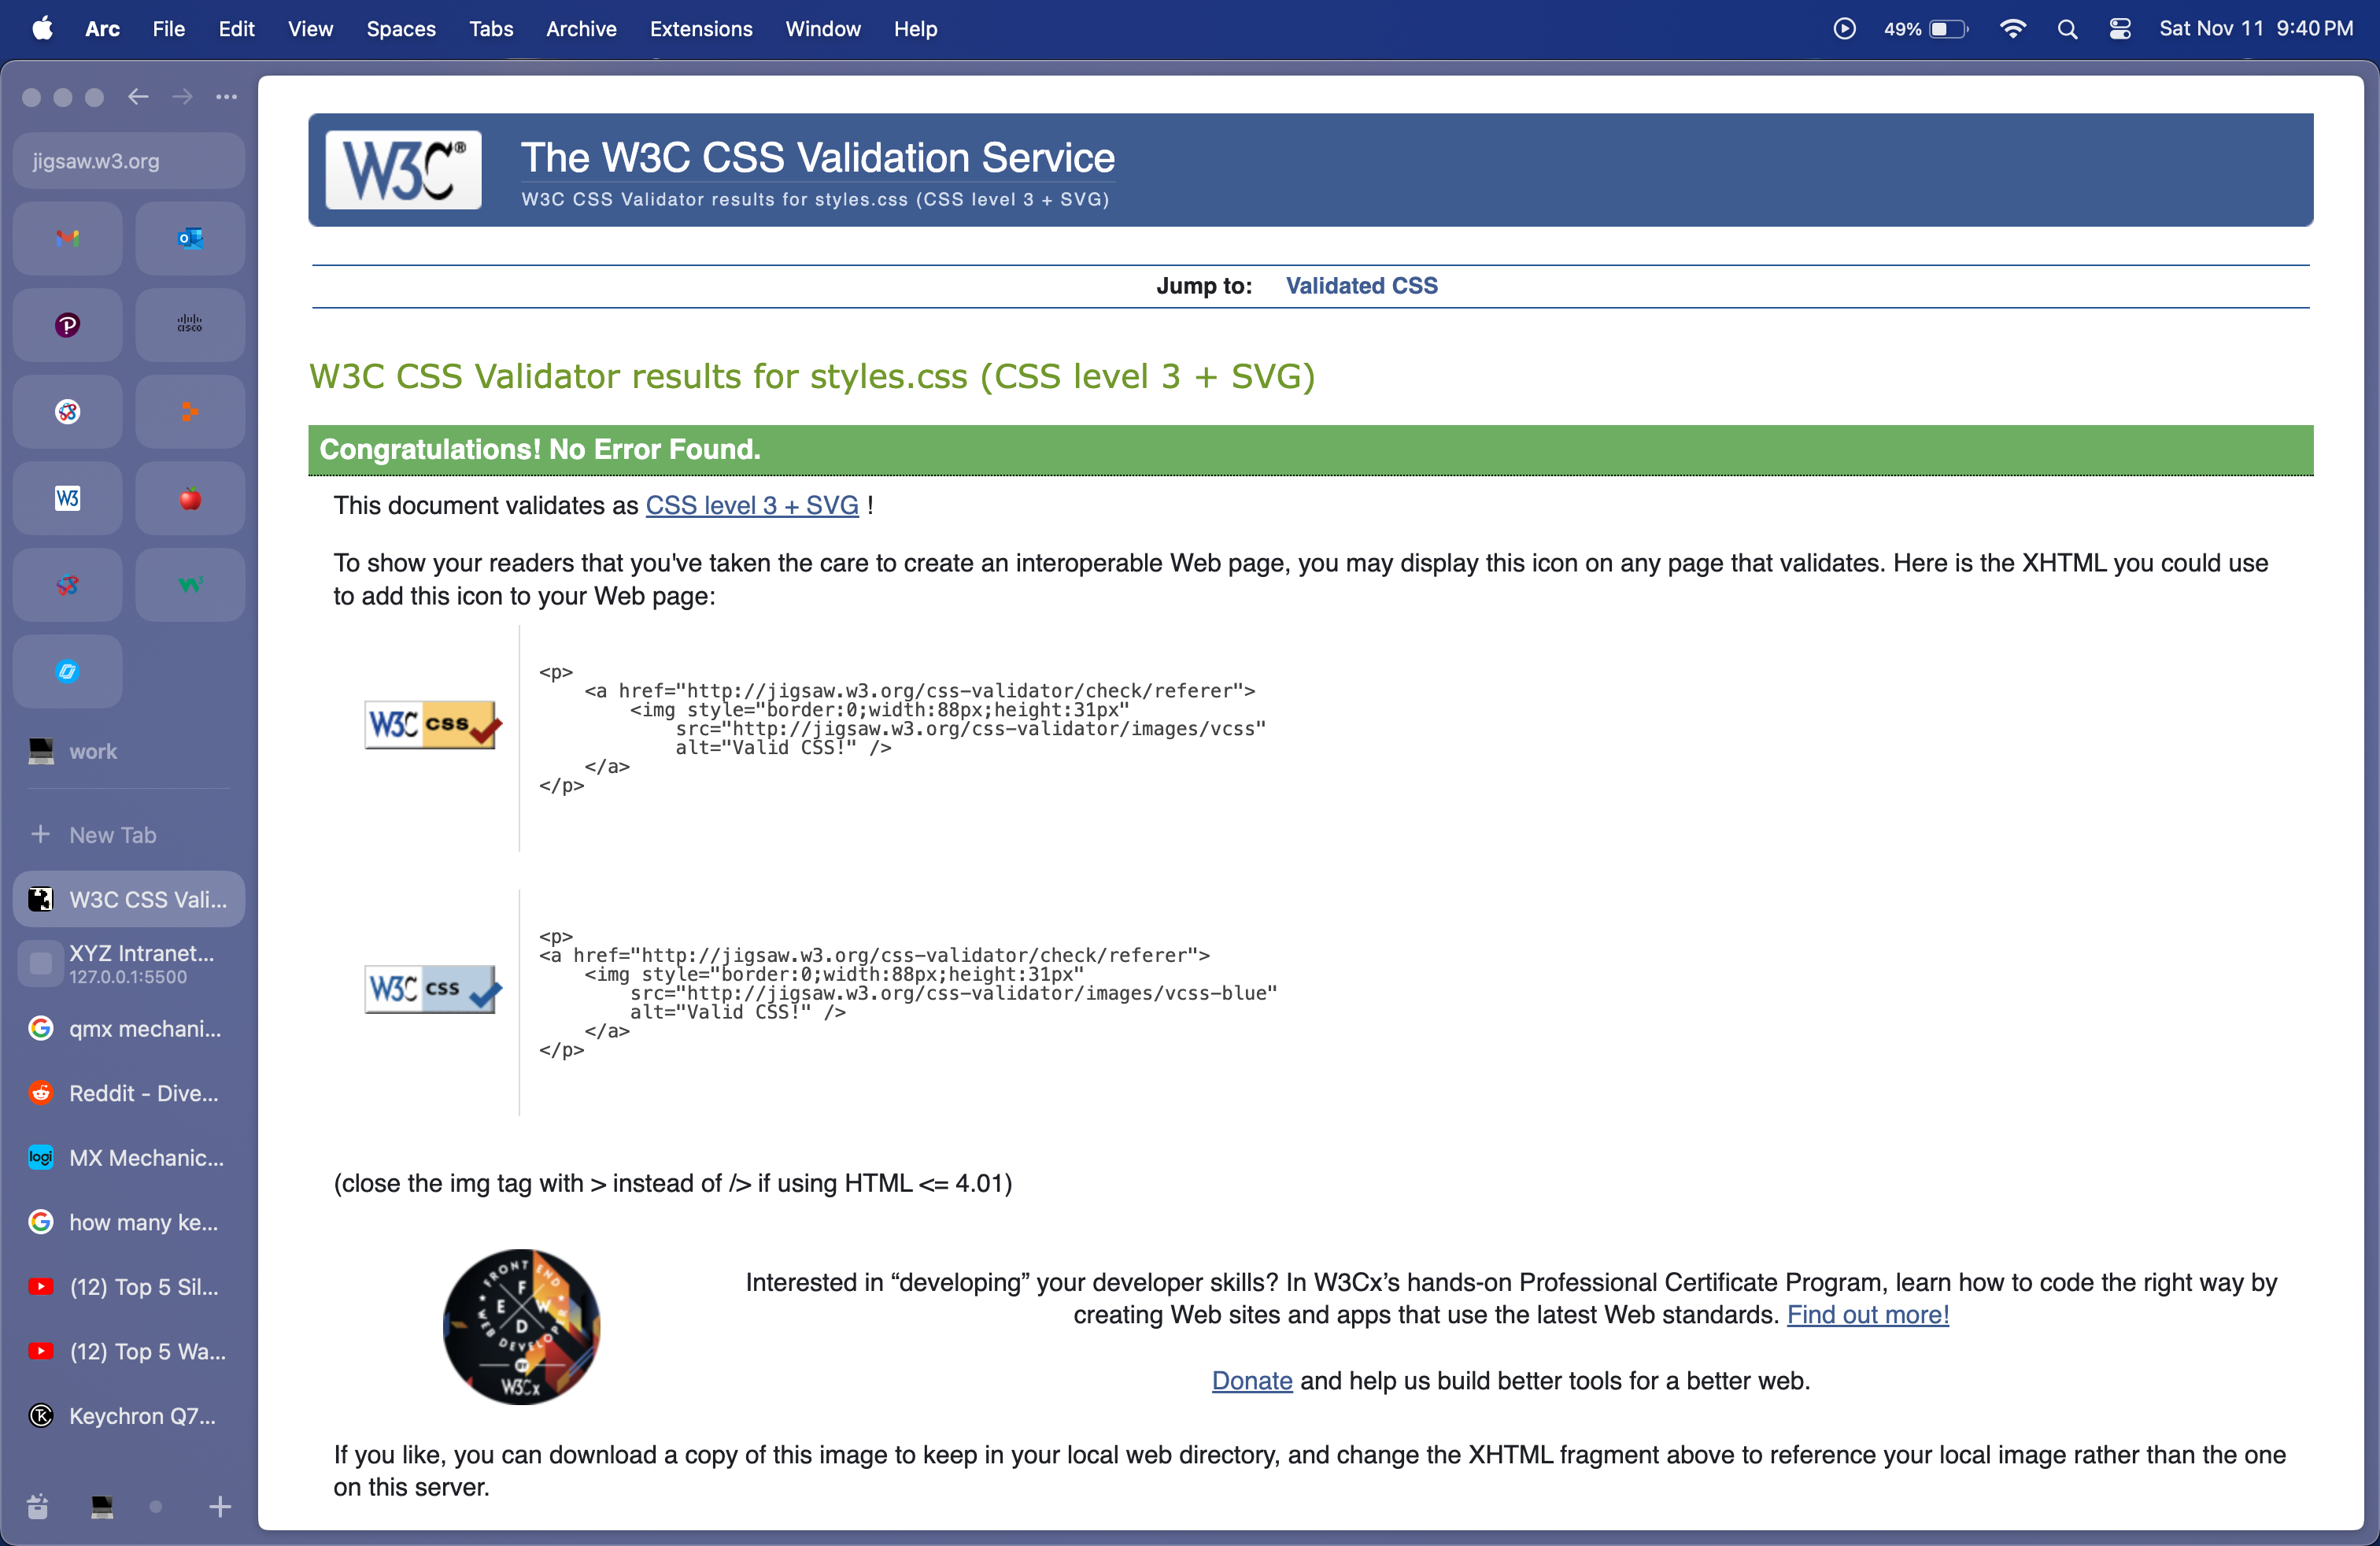 Arc File Edit View Spaces Tabs Archive Extensions Window Help
49% Sat Nov 11 9:40 PM
jigsaw.w3.org
CISCO
W3
work
New Tab
W3C CSS Vali...
XYZ Intranet...
127.0.0.1:5500
qmx mechani...
Reddit - Dive...
logi MX Mechanic...
how many ke...
(12) Top 5 Sil...
(12) Top 5 Wa...
Keychron Q7...
W3C®
The W3C CSS Validation Service
W3C CSS Validator results for styles.css (CSS level 3 + SVG)
Jump to: Validated CSS
W3C CSS Validator results for styles.css (CSS level 3 + SVG)
Congratulations! No Error Found.
This document validates as CSS level 3 + SVG !
To show your readers that you've taken the care to create an interoperable Web page, you may display this icon on any page that validates. Here is the XHTML you could use
to add this icon to your Web page:
W3C css
<p>
<a href="http://jigsaw.w3.org/css-validator/check/referer">
<img style="border:0;width:88px;height:31px"
src="http://jigsaw.w3.org/css-validator/images/vcss"
alt="Valid CSS!" />
</a>
</p>
W3C css
<p>
<a href="http://jigsaw.w3.org/css-validator/check/referer">
<img style="border:0;width:88px;height:31px"
src="http://jigsaw.w3.org/css-validator/images/vcss-blue"
alt="Valid CSS!" />
</a>
</p>
(close the img tag with > instead of /> if using HTML <= 4.01)
FRONT END
F E W D
WEB DEVELOPER
BY
W3Cx
Interested in “developing” your developer skills? In W3Cx’s hands-on Professional Certificate Program, learn how to code the right way by
creating Web sites and apps that use the latest Web standards. Find out more!
Donate and help us build better tools for a better web.
If you like, you can download a copy of this image to keep in your local web directory, and change the XHTML fragment above to reference your local image rather than the one
on this server.